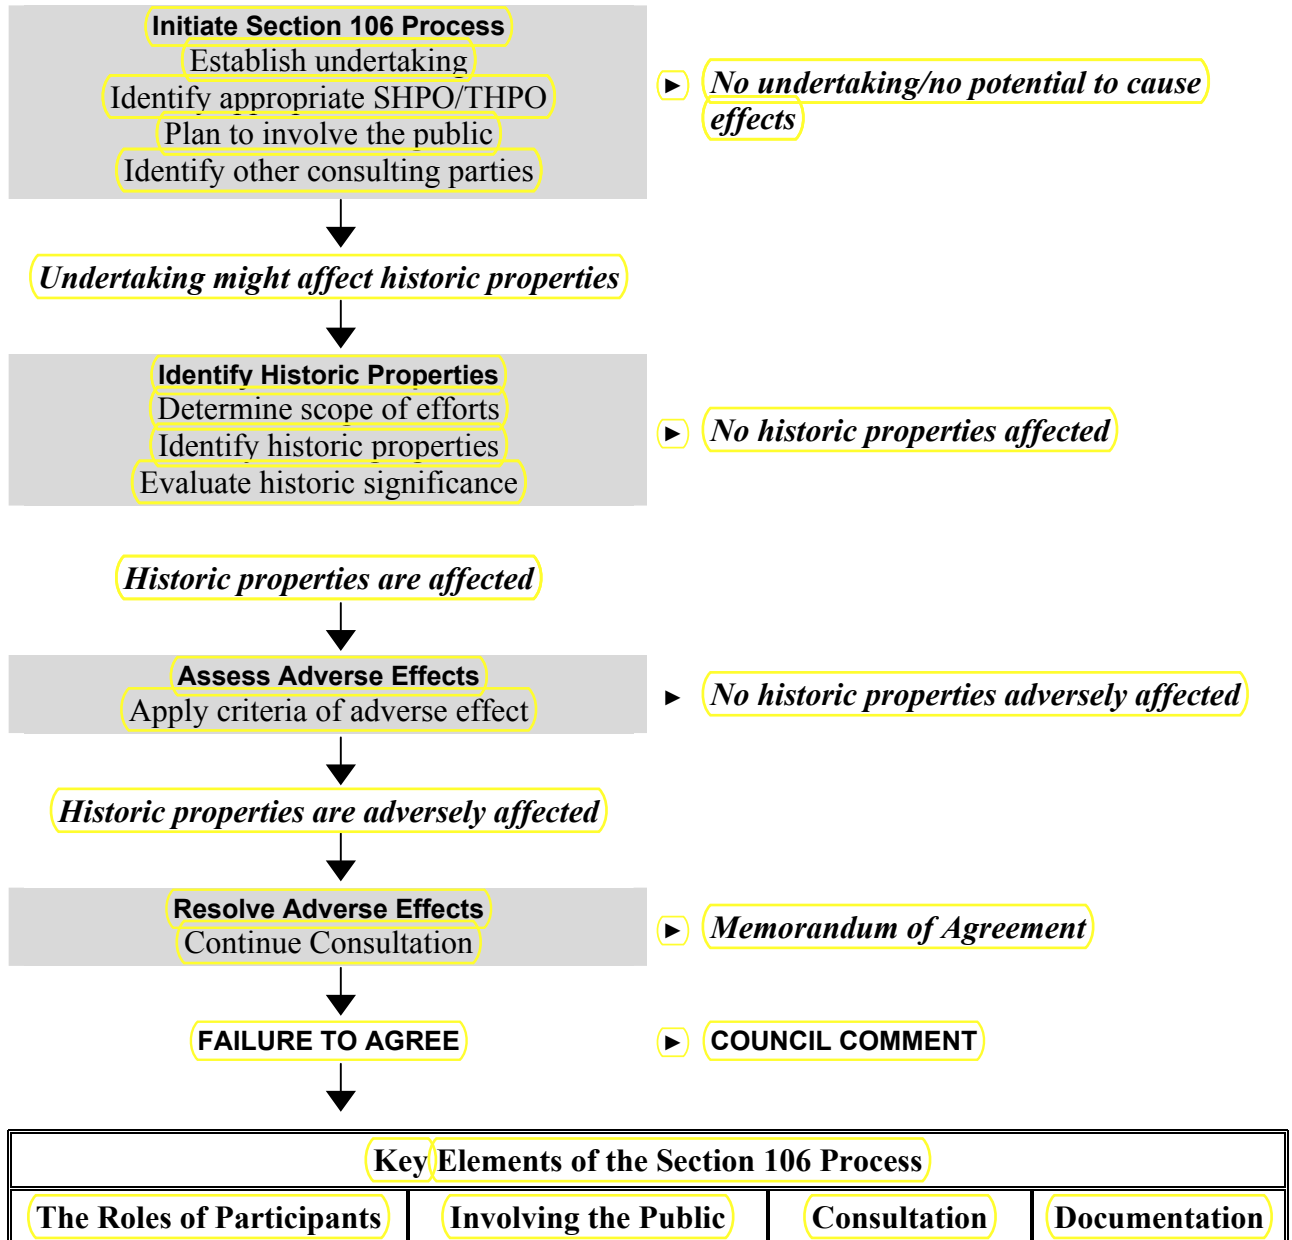 Initiate Section 106 Process
Establish undertaking
Identify appropriate SHPO/THPO
Plan to involve the public
Identify other consulting parties
► No undertaking/no potential to cause
effects
Undertaking might affect historic properties
Identify Historic Properties
Determine scope of efforts
Identify historic properties
Evaluate historic significance
► No historic properties affected
Historic properties are affected
Assess Adverse Effects
Apply criteria of adverse effect
► No historic properties adversely affected
Historic properties are adversely affected
Resolve Adverse Effects
Continue Consultation
► Memorandum of Agreement
FAILURE TO AGREE
► COUNCIL COMMENT
Key Elements of the Section 106 Process
The Roles of Participants
Involving the Public
Consultation
Documentation